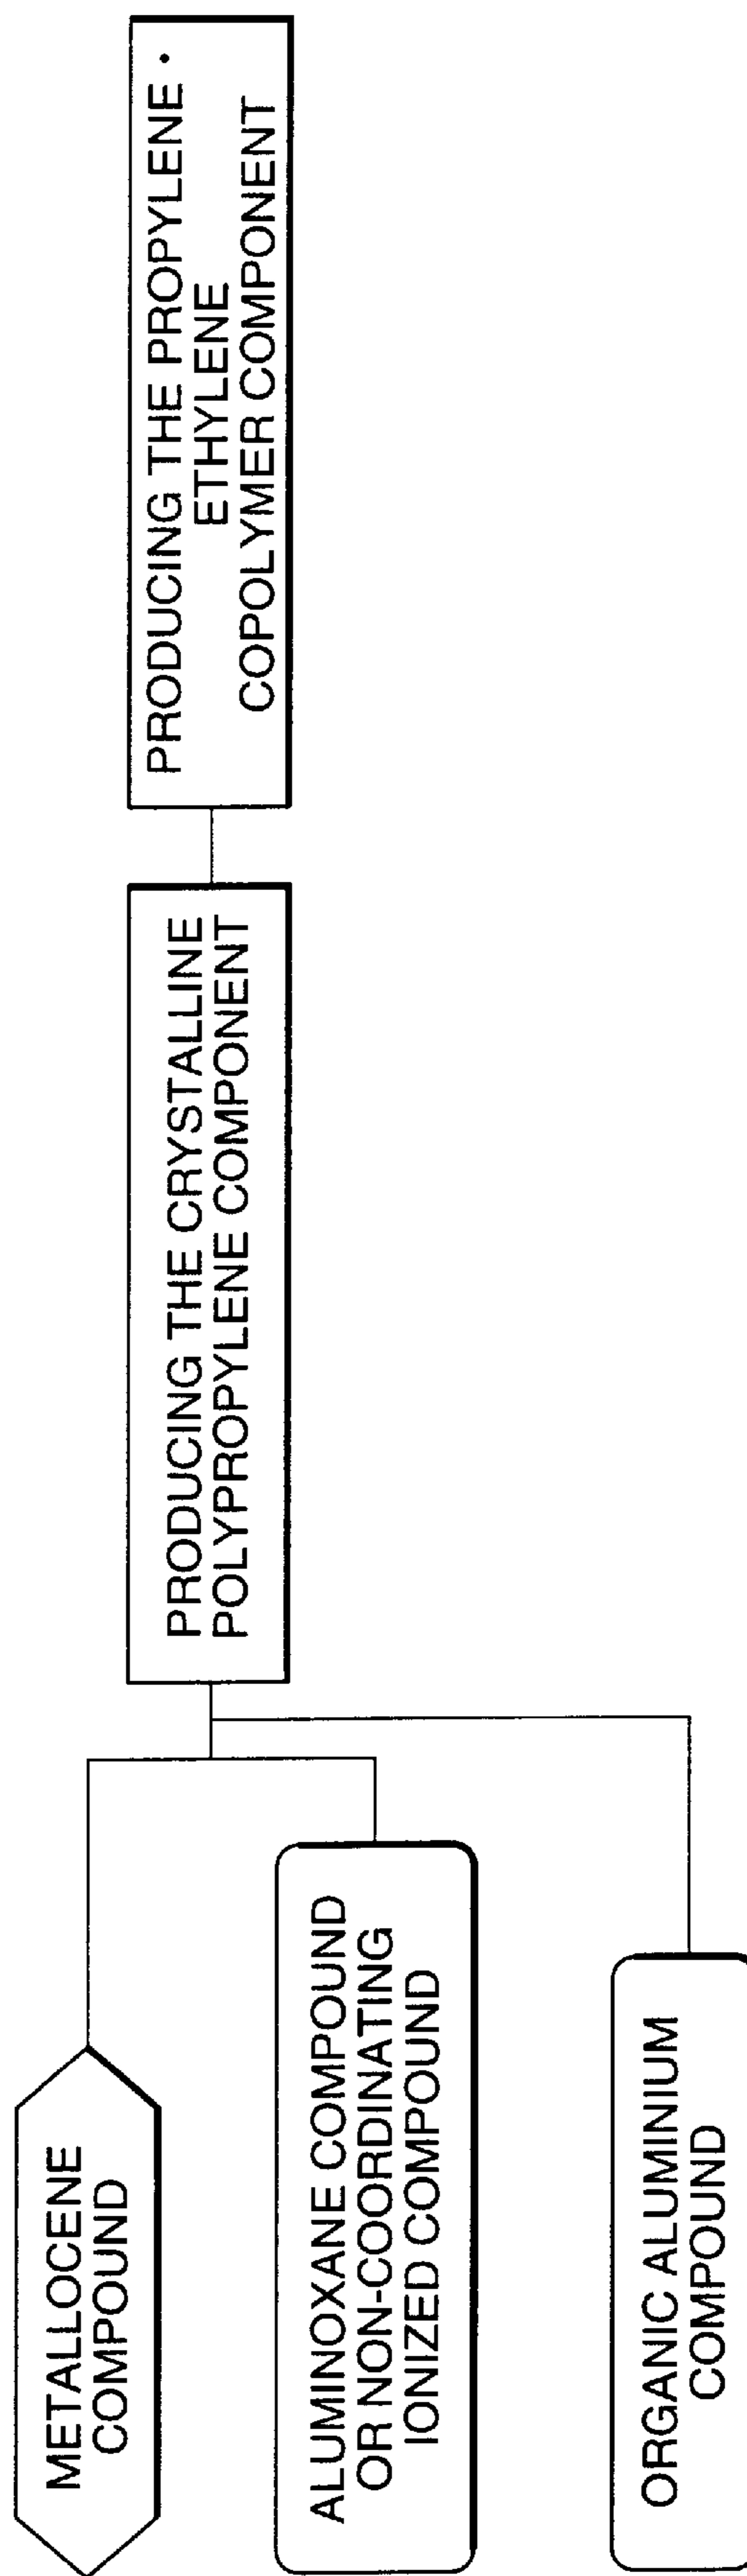 METALLOCENE
COMPOUND
ALUMINOXANE COMPOUND
OR NON-COORDINATING
IONIZED COMPOUND
ORGANIC ALUMINIUM
COMPOUND
PRODUCING THE CRYSTALLINE
POLYPROPYLENE COMPONENT
PRODUCING THE PROPYLENE •
ETHYLENE
COPOLYMER COMPONENT